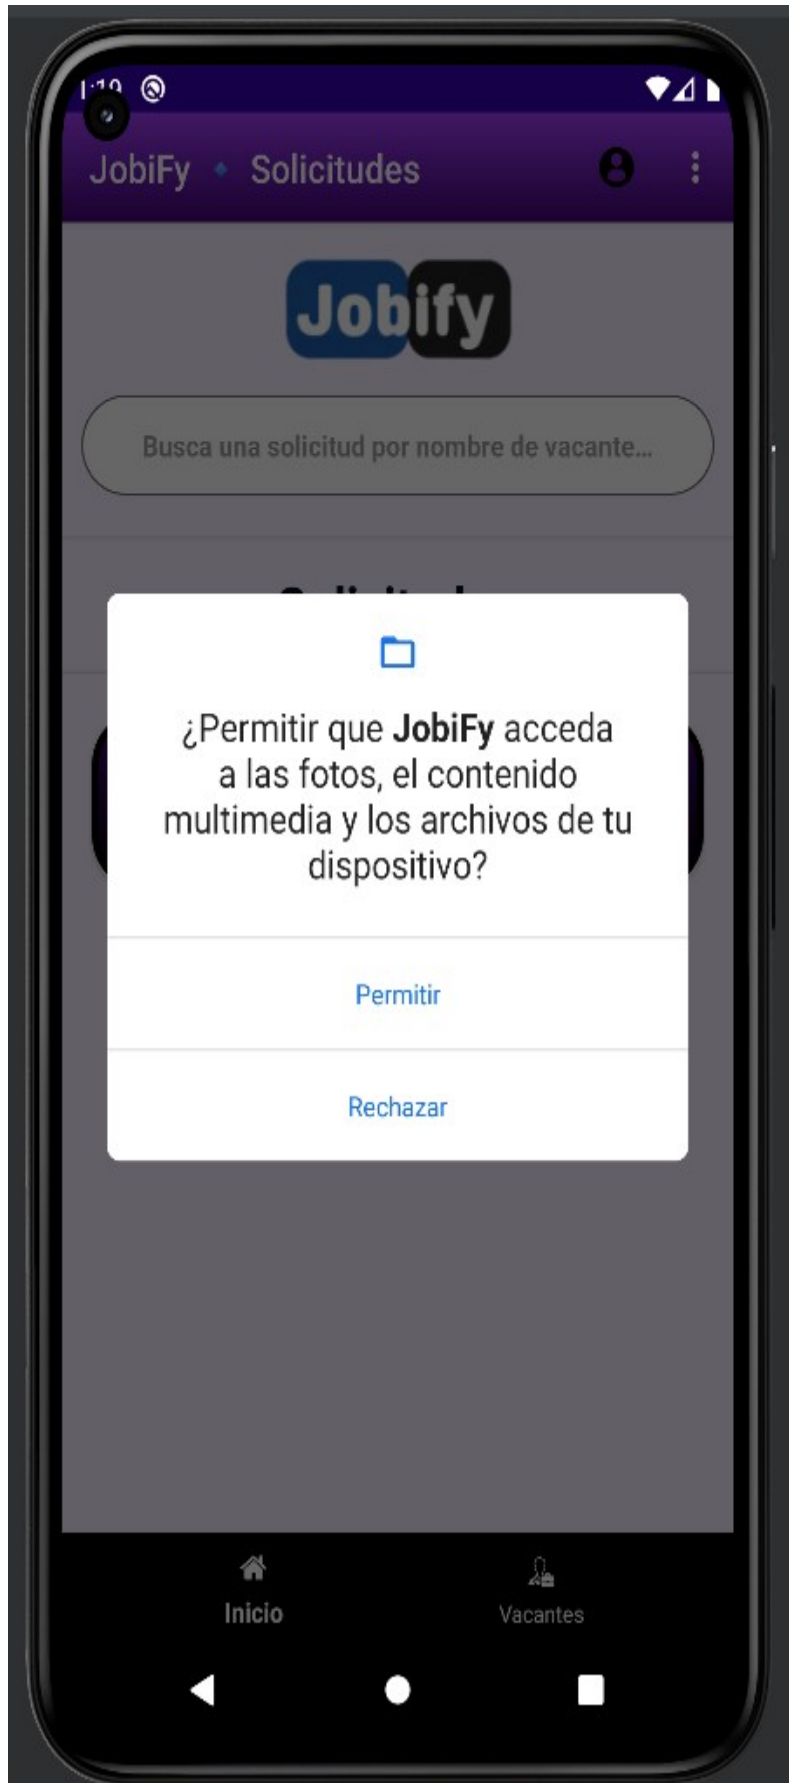 JobiFy 🔹 Solicitudes
Jobify
Busca una solicitud por nombre de vacante...
¿Permitir que JobiFy acceda
a las fotos, el contenido
multimedia y los archivos de tu
dispositivo?
Permitir
Rechazar
Inicio
Vacantes